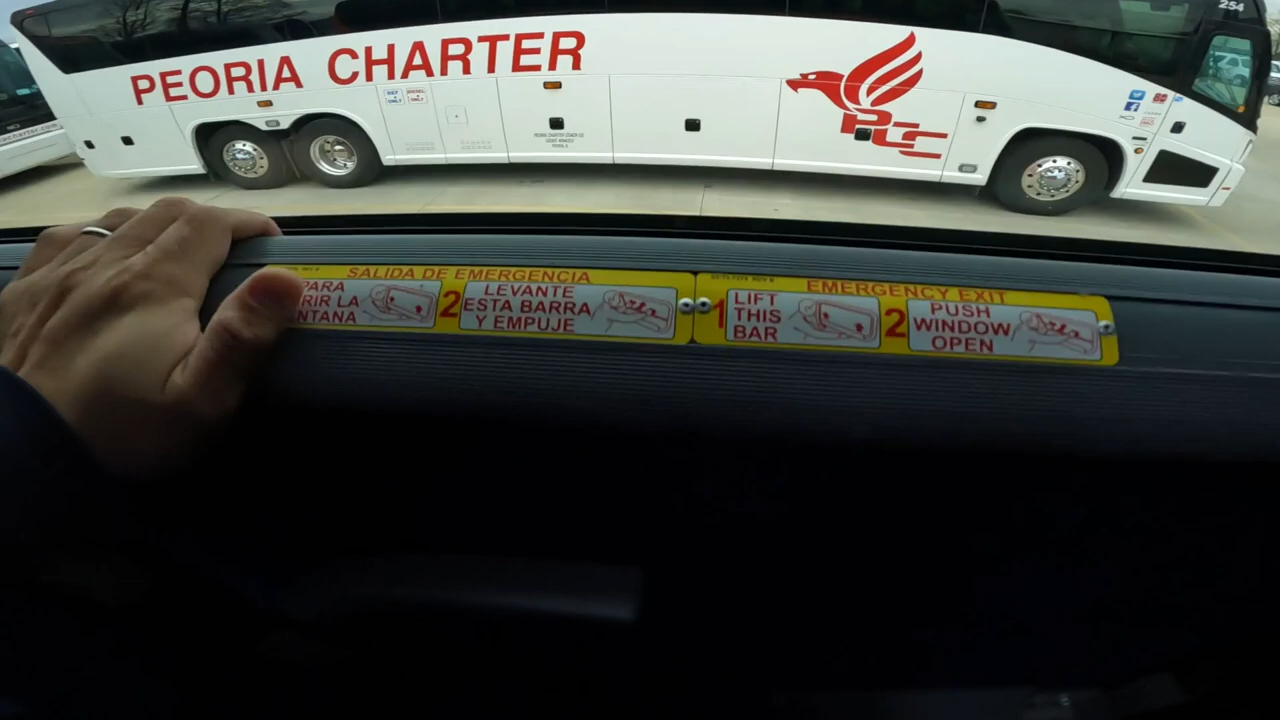 254
PEORIA CHARTER
PCC
SALIDA DE EMERGENCIA
PARA
RIR LA
NTANA
2
LEVANTE
ESTA BARRA
Y EMPUJE
EMERGENCY EXIT
1
LIFT
THIS
BAR
2
PUSH
WINDOW
OPEN